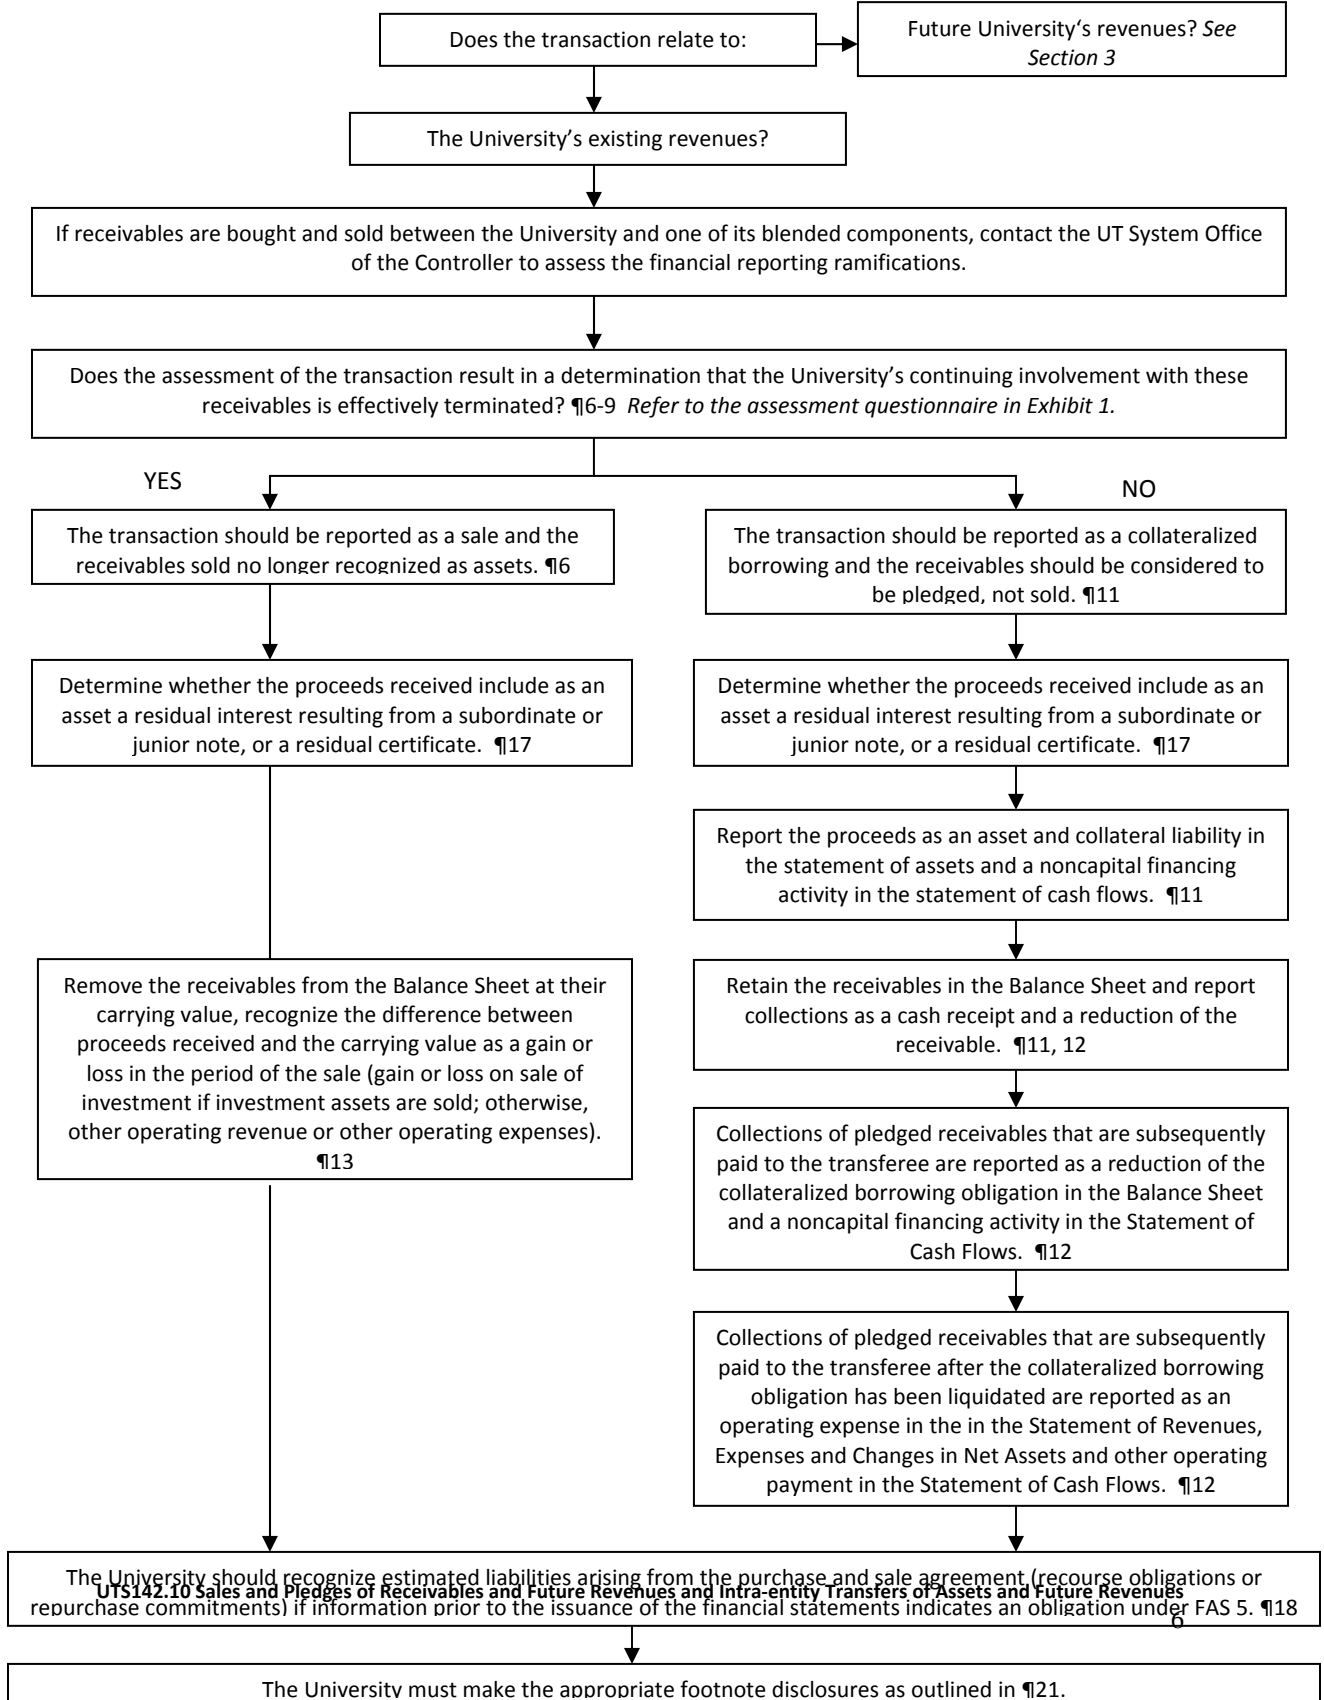 Does the transaction relate to:
Future University‘s revenues? See
Section 3
The University’s existing revenues?
If receivables are bought and sold between the University and one of its blended components, contact the UT System Office
of the Controller to assess the financial reporting ramifications.
Does the assessment of the transaction result in a determination that the University’s continuing involvement with these
receivables is effectively terminated? ¶6-9 Refer to the assessment questionnaire in Exhibit 1.
YES
NO
The transaction should be reported as a sale and the
receivables sold no longer recognized as assets. ¶6
The transaction should be reported as a collateralized
borrowing and the receivables should be considered to
be pledged, not sold. ¶11
Determine whether the proceeds received include as an
asset a residual interest resulting from a subordinate or
junior note, or a residual certificate. ¶17
Determine whether the proceeds received include as an
asset a residual interest resulting from a subordinate or
junior note, or a residual certificate. ¶17
Report the proceeds as an asset and collateral liability in
the statement of assets and a noncapital financing
activity in the statement of cash flows. ¶11
Remove the receivables from the Balance Sheet at their
carrying value, recognize the difference between
proceeds received and the carrying value as a gain or
loss in the period of the sale (gain or loss on sale of
investment if investment assets are sold; otherwise,
other operating revenue or other operating expenses).
¶13
Retain the receivables in the Balance Sheet and report
collections as a cash receipt and a reduction of the
receivable. ¶11, 12
Collections of pledged receivables that are subsequently
paid to the transferee are reported as a reduction of the
collateralized borrowing obligation in the Balance Sheet
and a noncapital financing activity in the Statement of
Cash Flows. ¶12
Collections of pledged receivables that are subsequently
paid to the transferee after the collateralized borrowing
obligation has been liquidated are reported as an
operating expense in the in the Statement of Revenues,
Expenses and Changes in Net Assets and other operating
payment in the Statement of Cash Flows. ¶12
The University should recognize estimated liabilities arising from the purchase and sale agreement (recourse obligations or
UTS142.10 Sales and Pledges of Receivables and Future Revenues and Intra-entity Transfers of Assets and Future Revenues
repurchase commitments) if information prior to the issuance of the financial statements indicates an obligation under FAS 5. ¶18
6
The University must make the appropriate footnote disclosures as outlined in ¶21.